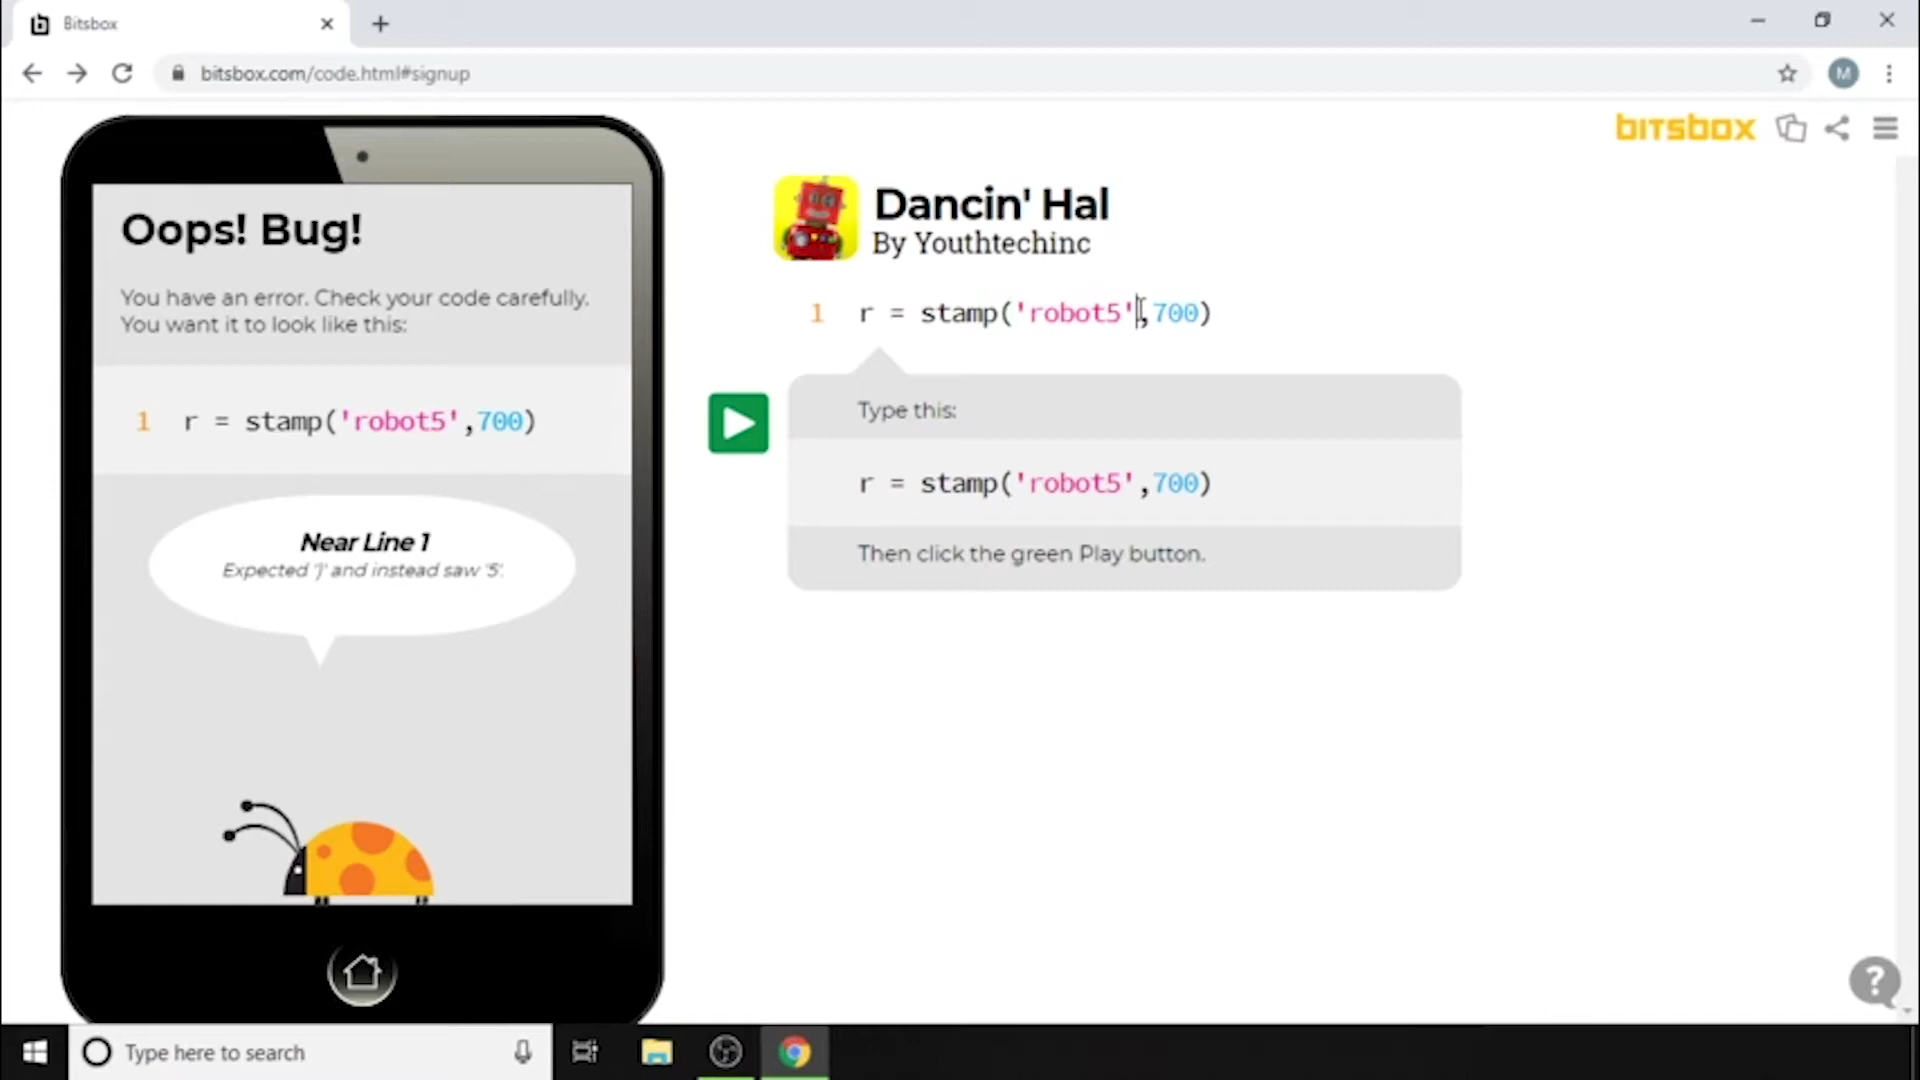 Bitsbox
bitsbox.com/code.html#signup
M
bitsbox
Oops! Bug!
You have an error. Check your code carefully.
You want it to look like this:
1 r = stamp('robot5',700)
Near Line 1
Expected ')' and instead saw '5'.
Dancin' Hal
By Youthtechinc
1 r = stamp('robot5',700)
Type this:
r = stamp('robot5',700)
Then click the green Play button.
?
Type here to search